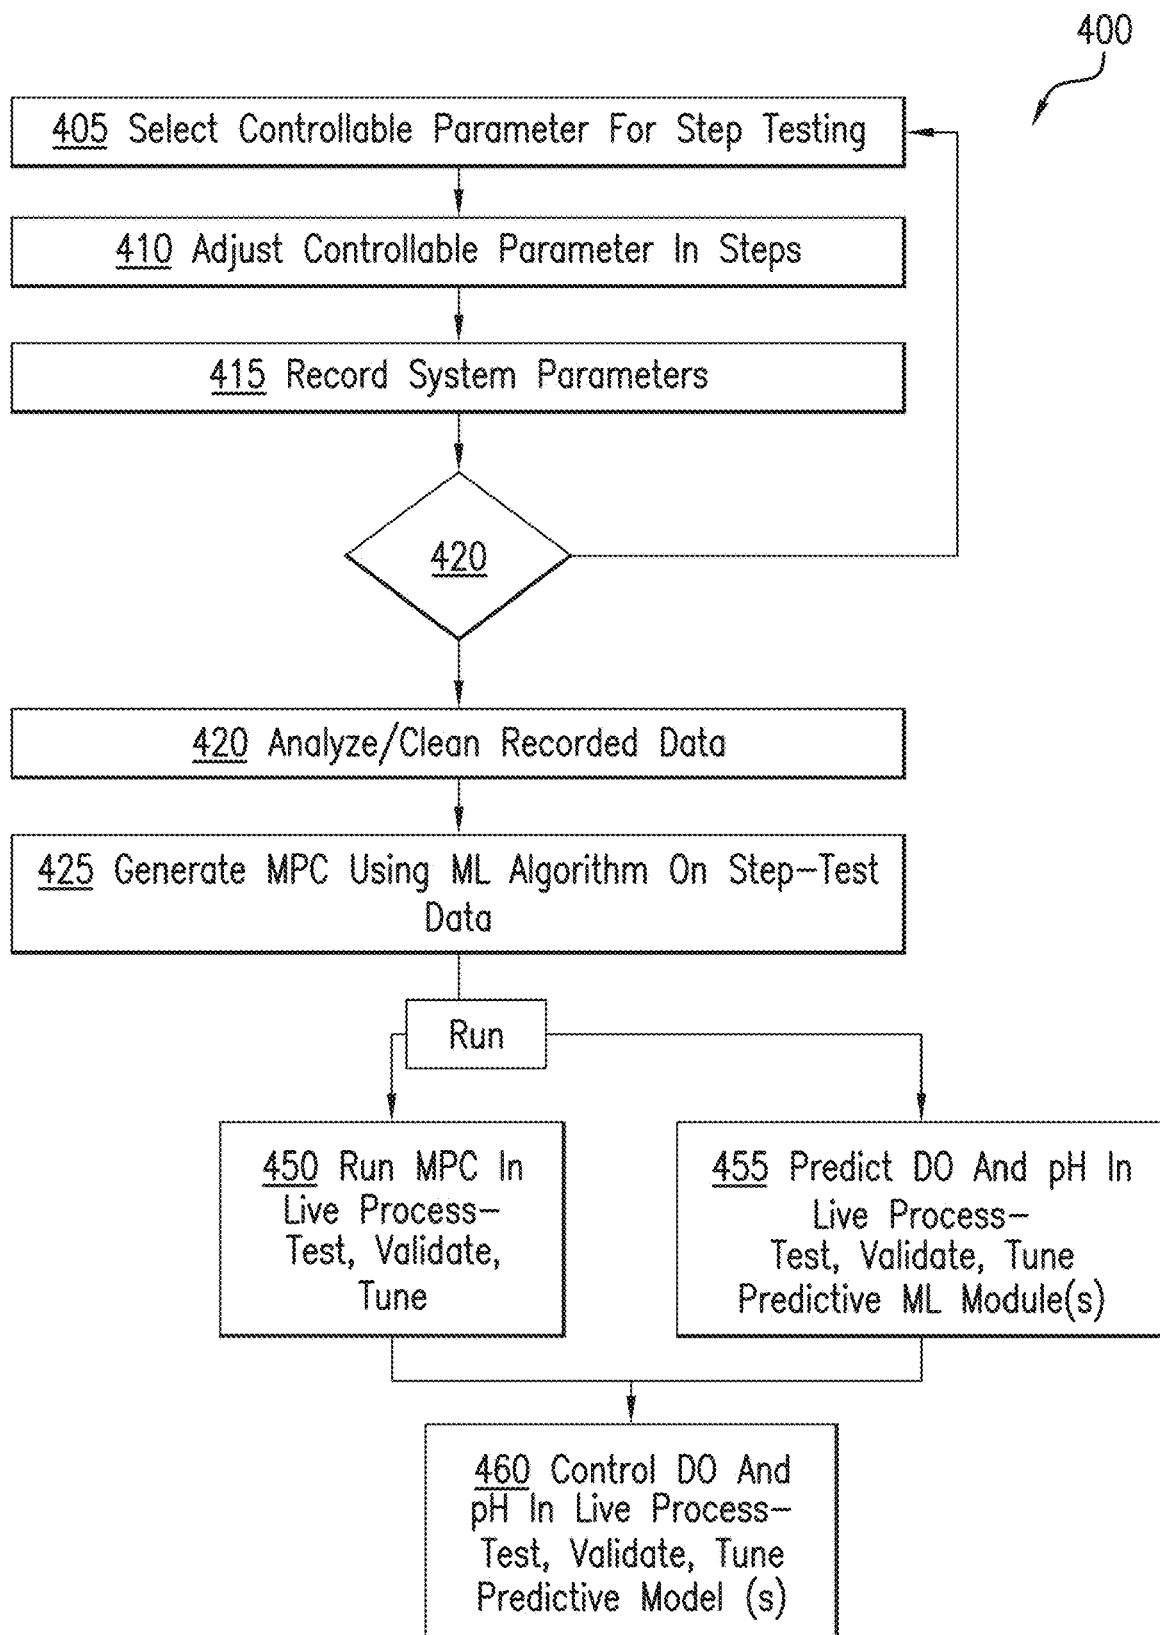 400
405 Select Controllable Parameter For Step Testing
410 Adjust Controllable Parameter In Steps
415 Record System Parameters
420
420 Analyze/Clean Recorded Data
425 Generate MPC Using ML Algorithm On Step-Test
Data
Run
450 Run MPC In
Live Process-
Test, Validate,
Tune
455 Predict DO And pH In
Live Process-
Test, Validate, Tune
Predictive ML Module(s)
460 Control DO And
pH In Live Process-
Test, Validate, Tune
Predictive Model (s)